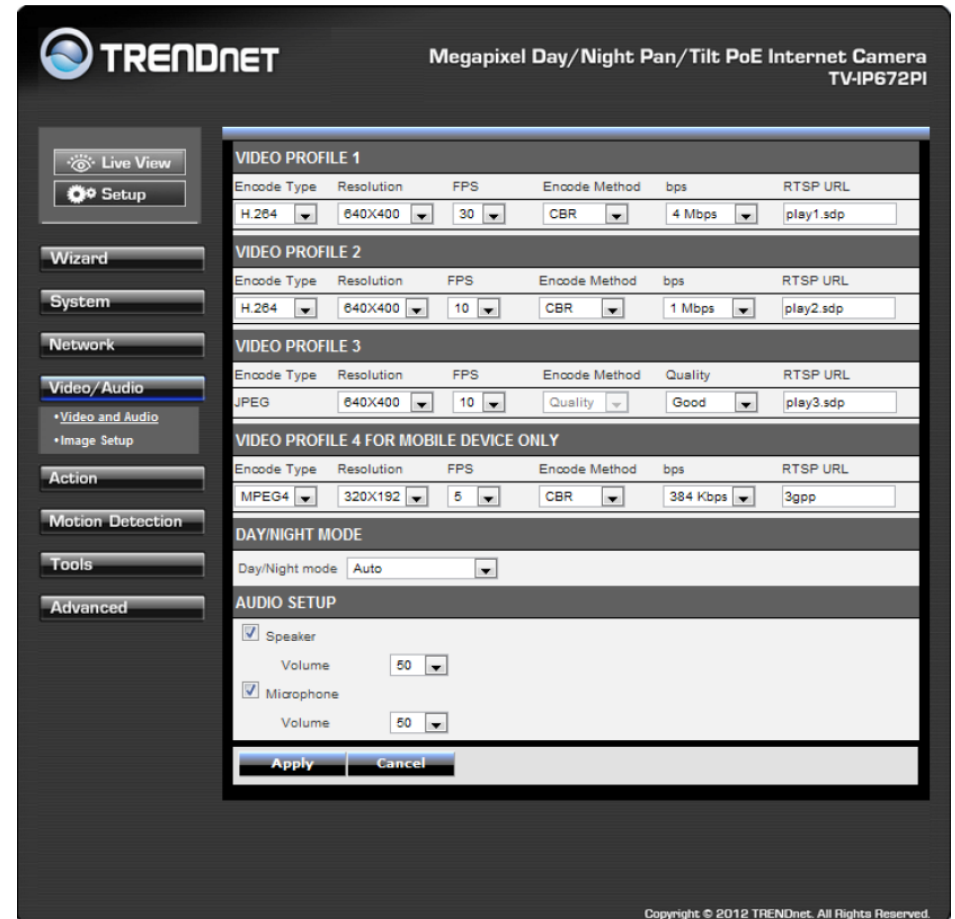 TRENDnet
Megapixel Day/Night Pan/Tilt PoE Internet Camera
TV-IP672PI
Live View
Setup
Wizard
System
Network
Video/Audio
•Video and Audio
•Image Setup
Action
Motion Detection
Tools
Advanced
VIDEO PROFILE 1
Encode Type Resolution FPS Encode Method bps RTSP URL
H.264 640X400 30 CBR 4 Mbps play1.sdp
VIDEO PROFILE 2
Encode Type Resolution FPS Encode Method bps RTSP URL
H.264 640X400 10 CBR 1 Mbps play2.sdp
VIDEO PROFILE 3
Encode Type Resolution FPS Encode Method Quality RTSP URL
JPEG 640X400 10 Quality Good play3.sdp
VIDEO PROFILE 4 FOR MOBILE DEVICE ONLY
Encode Type Resolution FPS Encode Method bps RTSP URL
MPEG4 320X192 5 CBR 384 Kbps 3gpp
DAY/NIGHT MODE
Day/Night mode Auto
AUDIO SETUP
Speaker
Volume 50
Microphone
Volume 50
Apply Cancel
Copyright © 2012 TRENDnet. All Rights Reserved.